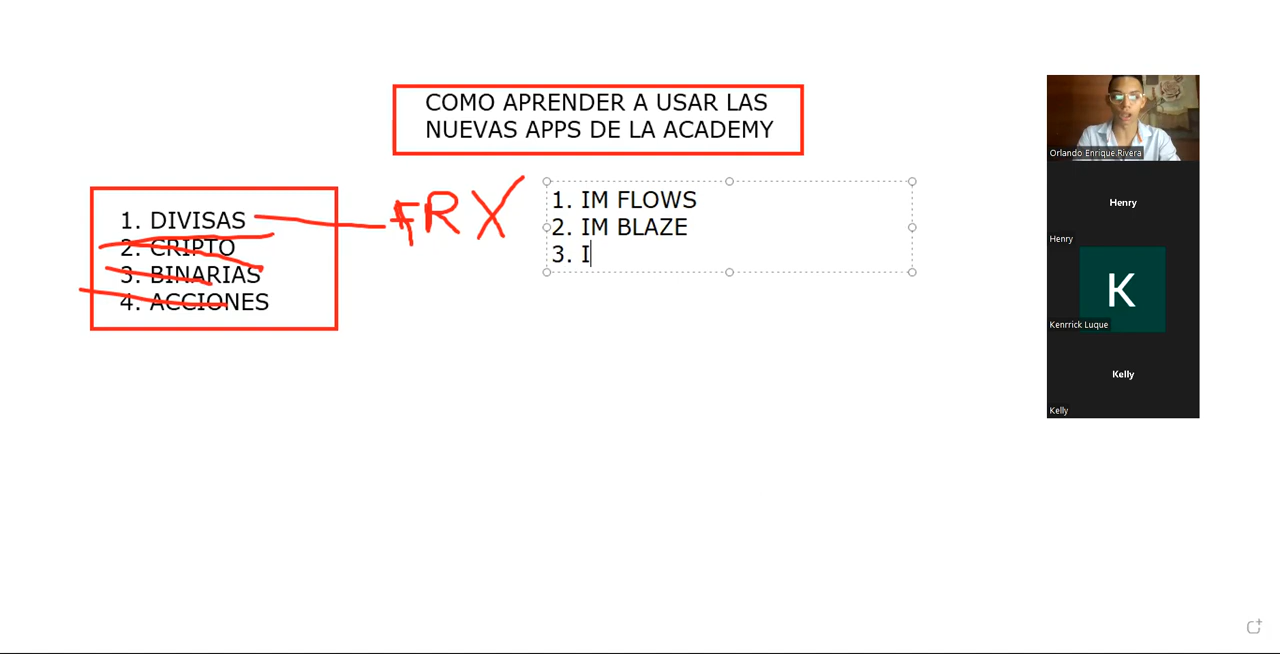 COMO APRENDER A USAR LAS
NUEVAS APPS DE LA ACADEMY
1. DIVISAS
2. CRIPTO
3. BINARIAS
4. ACCIONES
FRX
1. IM FLOWS
2. IM BLAZE
3. I
Orlando Enrique Rivera
Henry
Henry
K
Kenrrick Luque
Kelly
Kelly